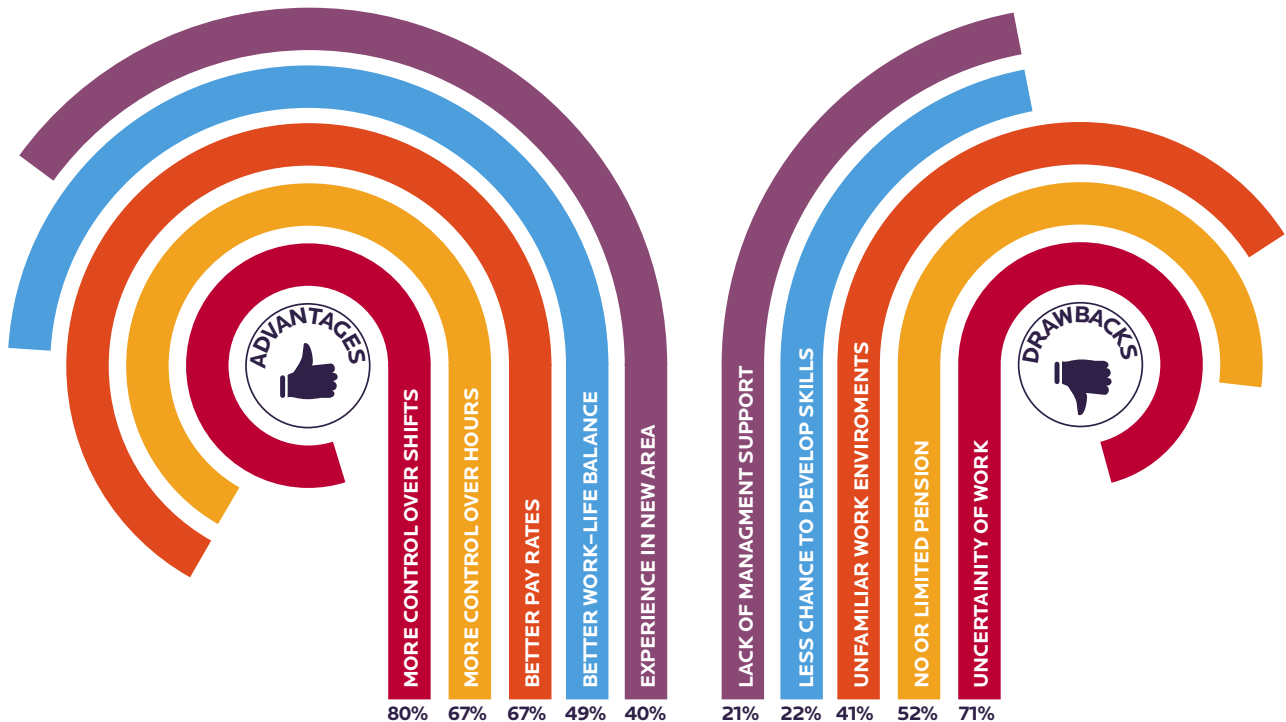 ADVANTAGES
MORE CONTROL OVER SHIFTS
80%
MORE CONTROL OVER HOURS
67%
BETTER PAY RATES
67%
BETTER WORK–LIFE BALANCE
49%
EXPERIENCE IN NEW AREA
40%
DRAWBACKS
LACK OF MANAGMENT SUPPORT
21%
LESS CHANCE TO DEVELOP SKILLS
22%
UNFAMILIAR WORK ENVIROMENTS
41%
NO OR LIMITED PENSION
52%
UNCERTAINITY OF WORK
71%